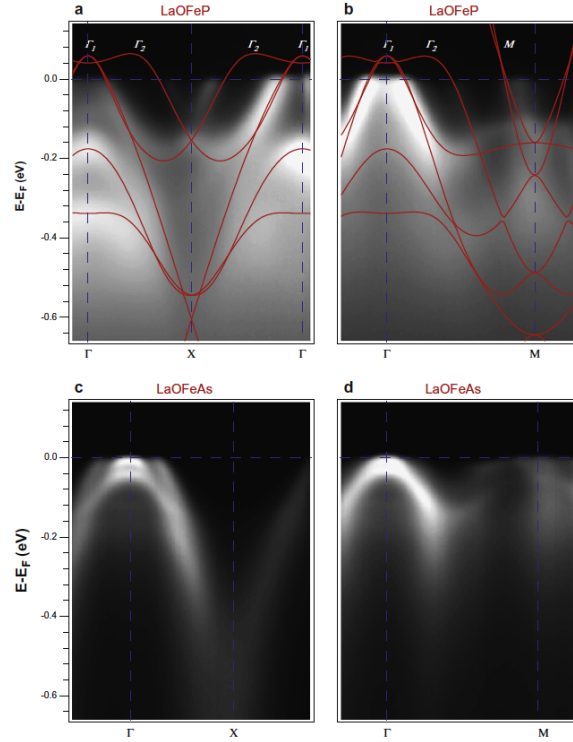 a
LaOFeP
b
LaOFeP
Γ1
Γ2
Γ2
Γ1
Γ1
Γ2
M
0.0
-0.2
-0.4
-0.6
E-EF (eV)
Γ
X
Γ
Γ
M
c
LaOFeAs
d
LaOFeAs
0.0
-0.2
-0.4
-0.6
E-EF (eV)
Γ
X
Γ
M